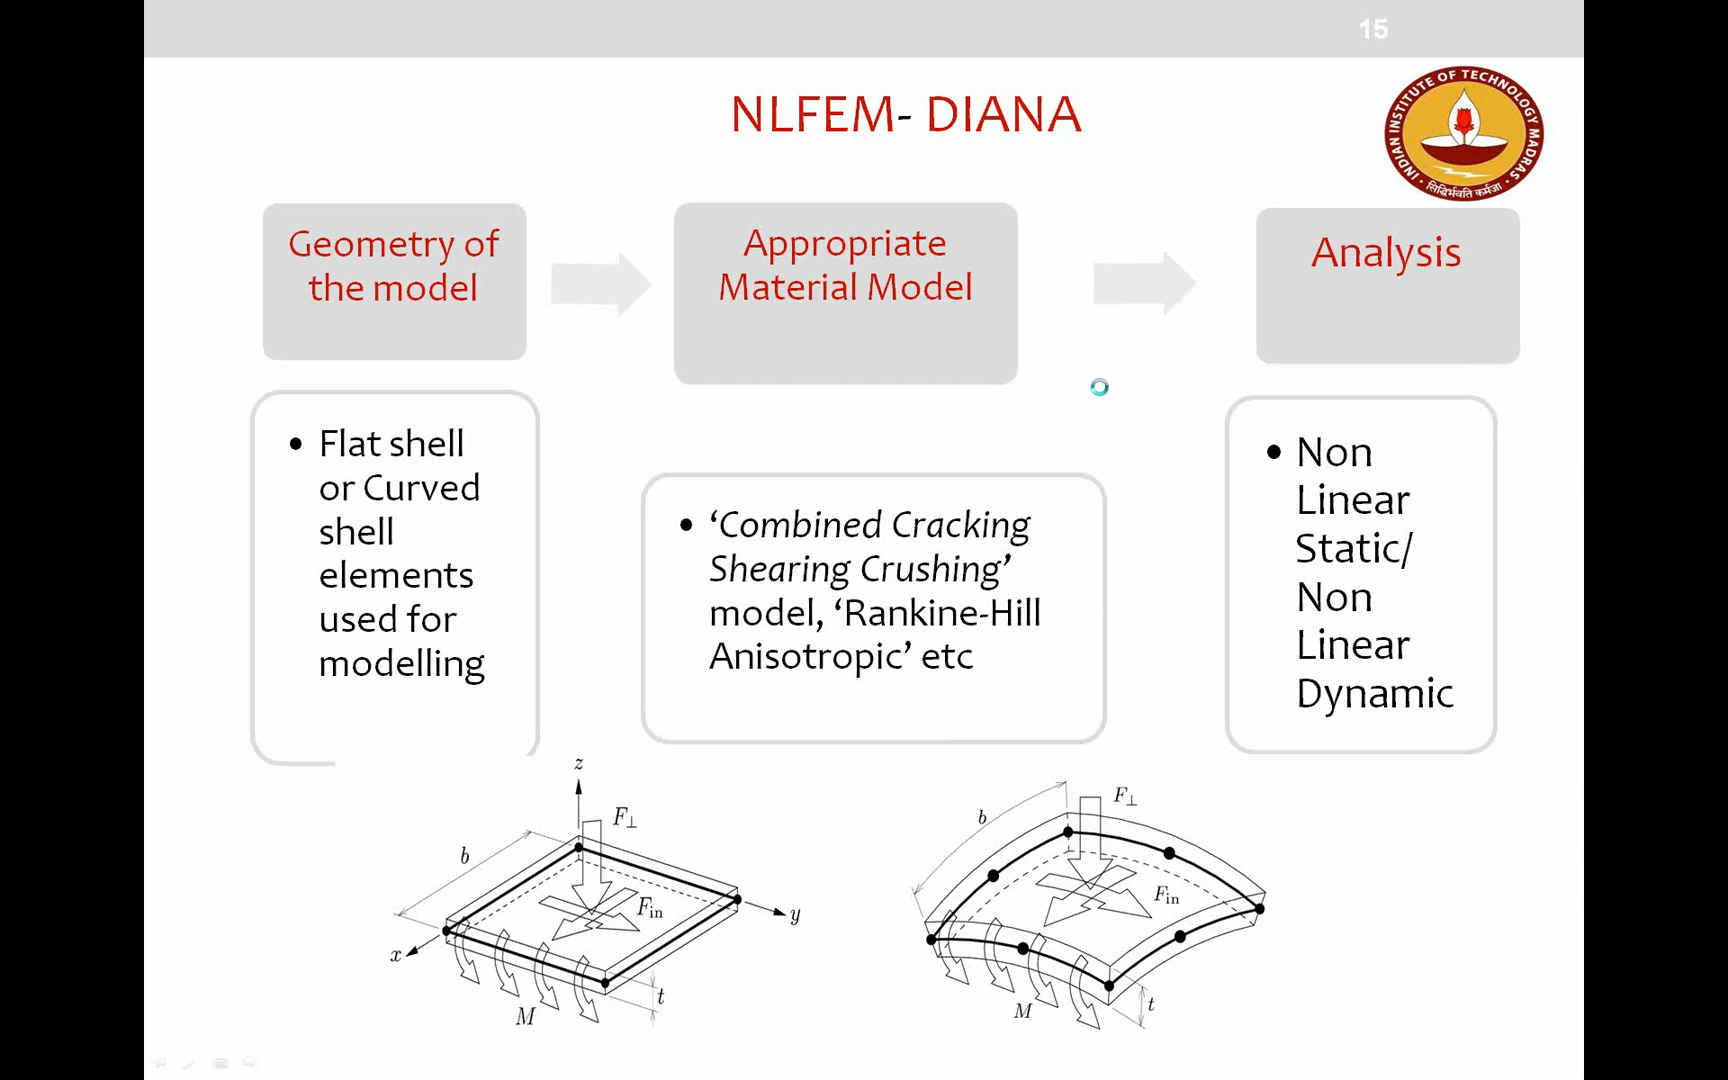 15
NLFEM- DIANA
INDIAN INSTITUTE OF TECHNOLOGY MADRAS
सिद्धिर्भवति कर्मजा
Geometry of
the model
Appropriate
Material Model
Analysis
• Flat shell
or Curved
shell
elements
used for
modelling
• ‘Combined Cracking
Shearing Crushing’
model, ‘Rankine-Hill
Anisotropic’ etc
• Non
Linear
Static/
Non
Linear
Dynamic
z
F⊥
b
Fin
y
x
t
M
F⊥
b
Fin
t
M